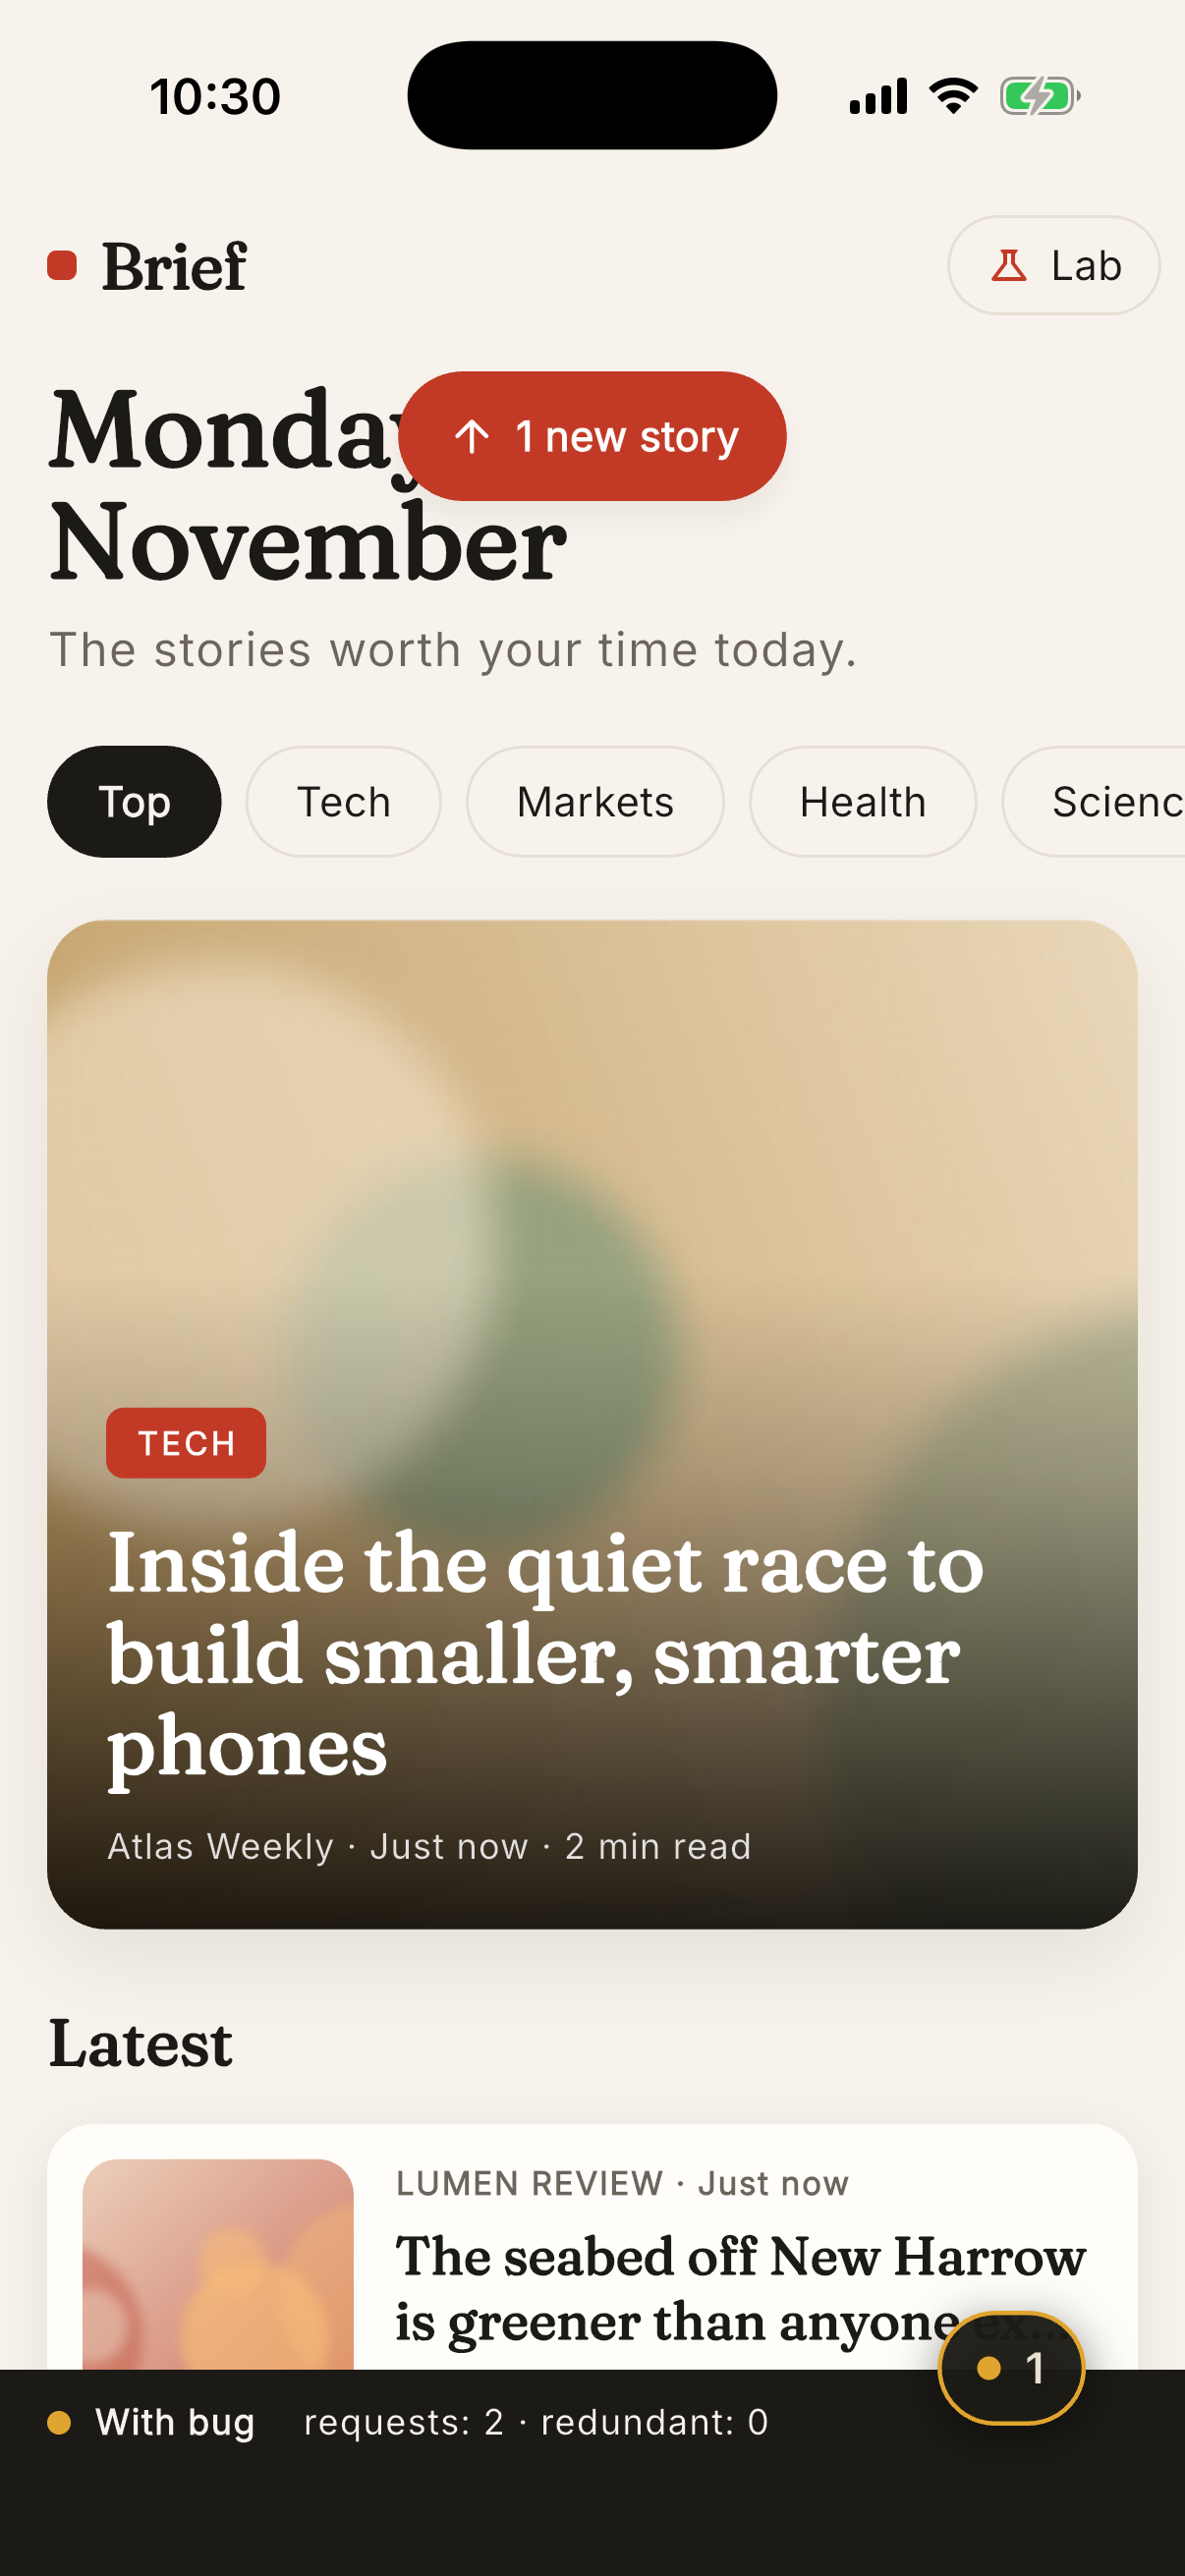 10:30
Brief
Lab
Monday
1 new story
November
The stories worth your time today.
Top
Tech
Markets
Health
Scienc
TECH
Inside the quiet race to
build smaller, smarter
phones
Atlas Weekly · Just now · 2 min read
Latest
LUMEN REVIEW · Just now
The seabed off New Harrow
is greener than anyone ex...
1
With bug
requests: 2 · redundant: 0